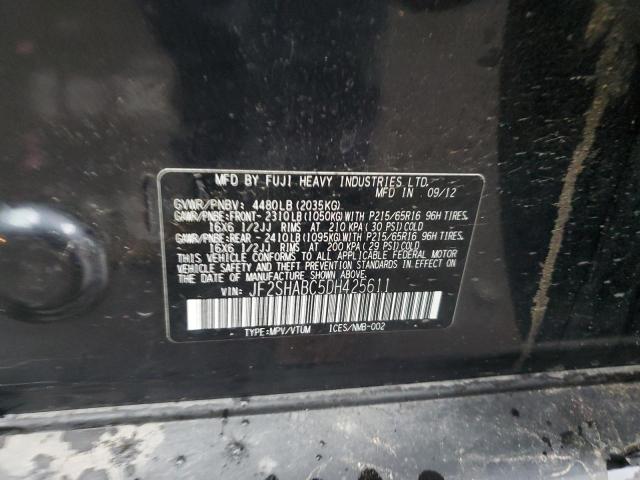 MFD BY FUJI HEAVY INDUSTRIES LTD.
MFD IN 09/12
GVWR/PNBV: 4480LB (2035KG)
GAWR/PNBE:FRONT- 2310LB(1050KG)WITH P215/65R16 96H TIRES,
16X6 1/2JJ RIMS AT 210 KPA( 30 PSI)COLD
GAWR/PNBE:REAR - 2410LB(1095KG)WITH P215/65R16 96H TIRES,
16X6 1/2JJ RIMS AT 200 KPA( 29 PSI)COLD
THIS VEHICLE CONFORMS TO ALL APPLICABLE FEDERAL MOTOR
VEHICLE SAFETY STANDARDS IN EFFECT ON
THE DATE OF MANUFACTURE SHOWN ABOVE.
VIN: JF2SHABC5DH425611
TYPE:MPV/VTUM ICES/NMB-002